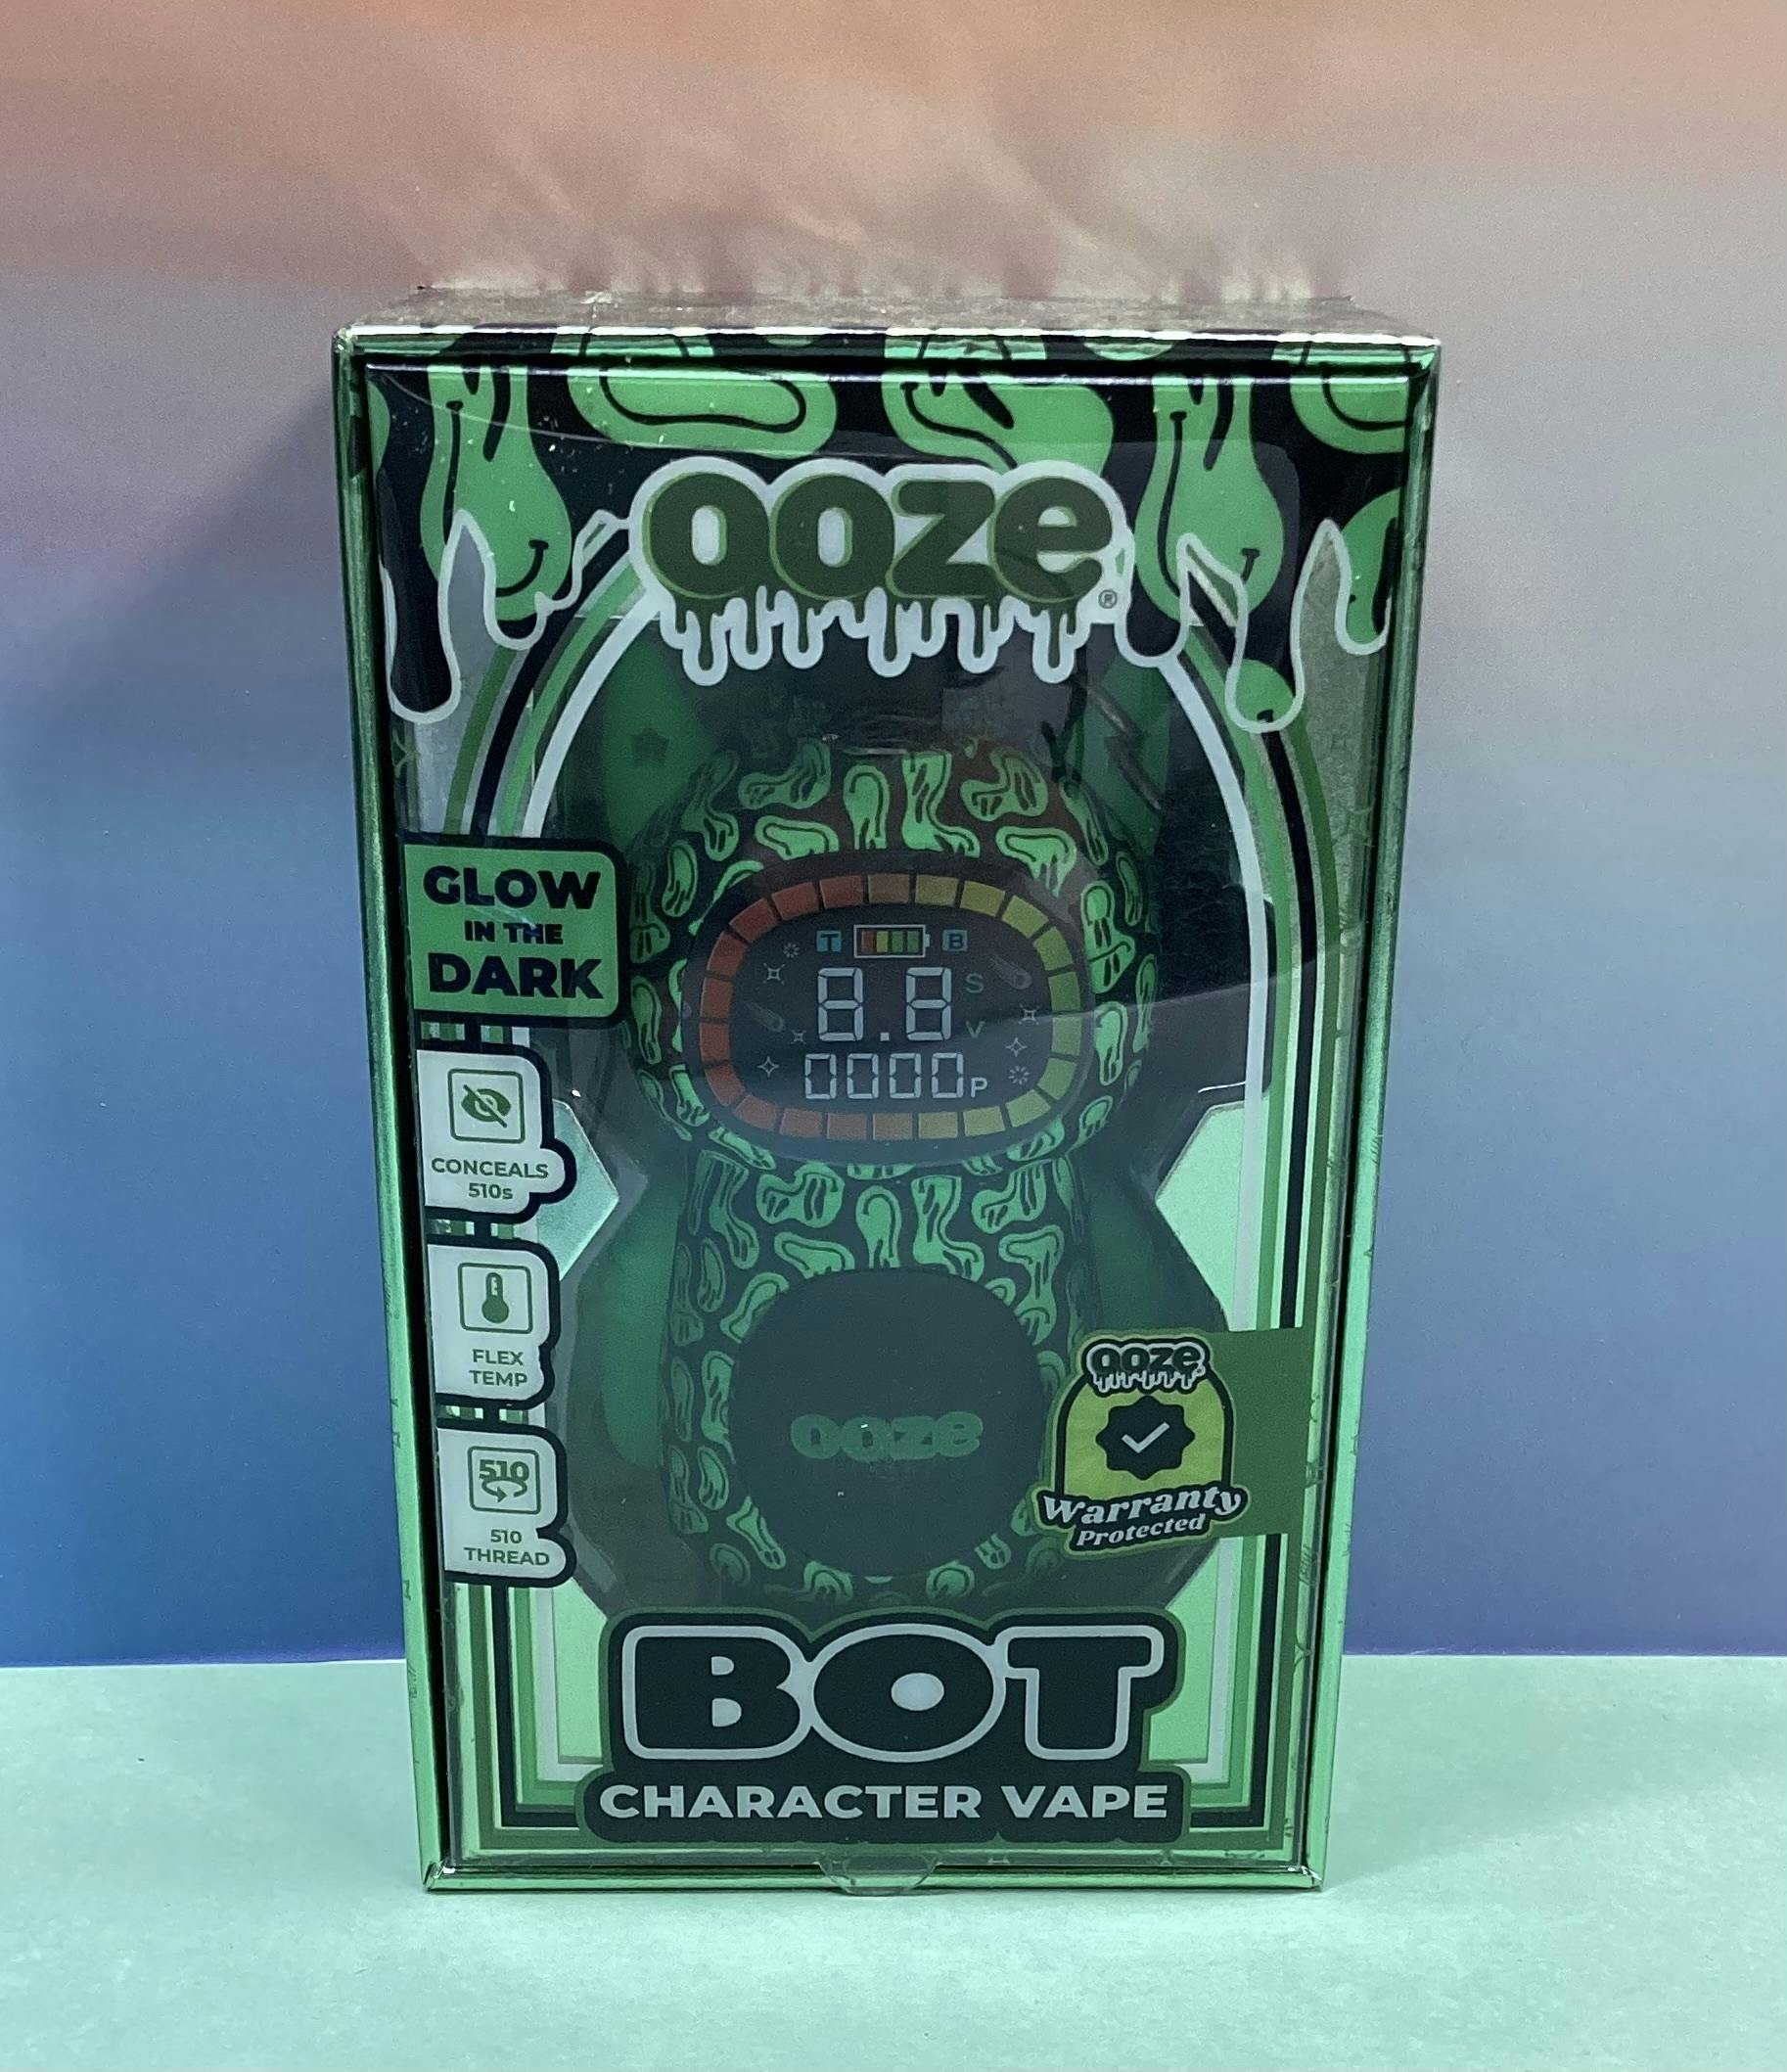 ooze®
GLOW
IN THE
DARK
T B
8.8 S
V
0000P
CONCEALS
510s
FLEX
TEMP
510
510
THREAD
ooze
ooze
Warranty
Protected
BOT
CHARACTER VAPE